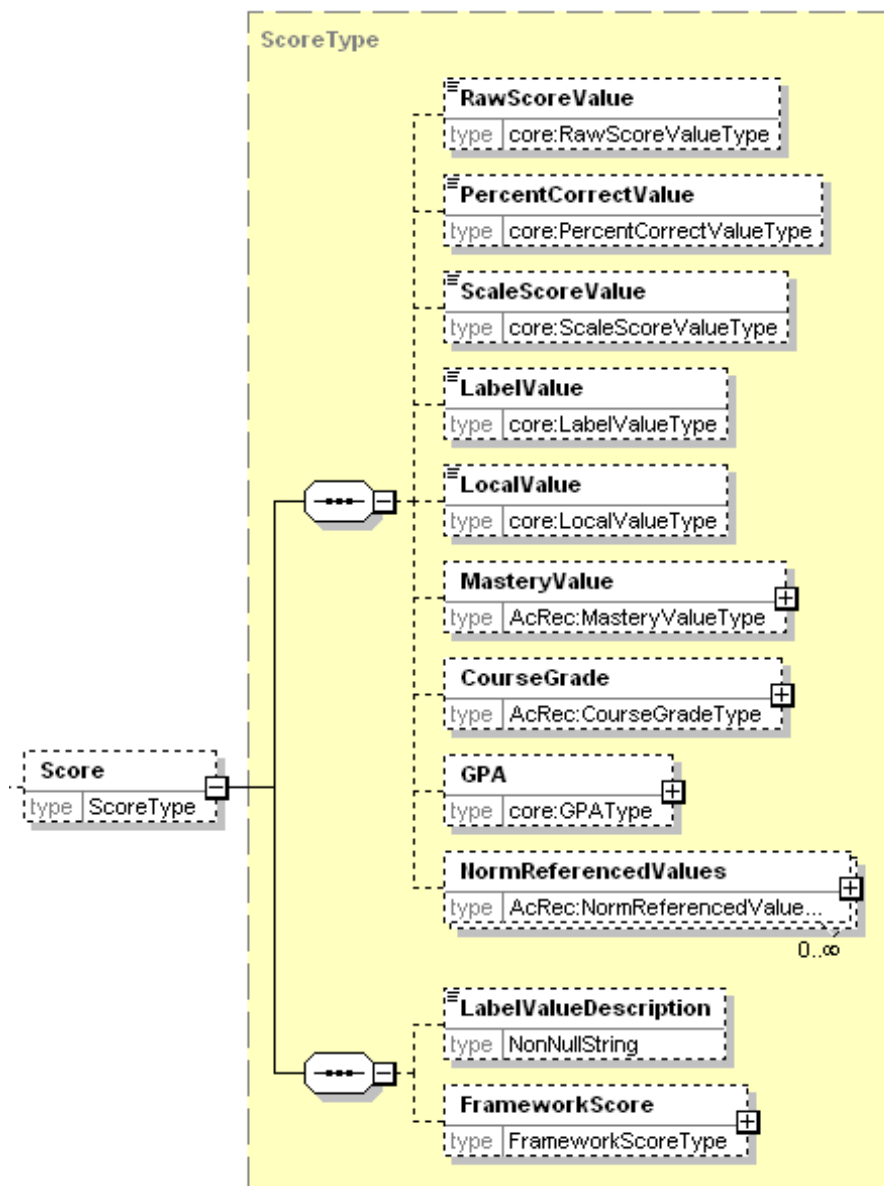 ScoreType
RawScoreValue
type core:RawScoreValueType
PercentCorrectValue
type core:PercentCorrectValueType
ScaleScoreValue
type core:ScaleScoreValueType
LabelValue
type core:LabelValueType
LocalValue
type core:LocalValueType
MasteryValue
type AcRec:MasteryValueType
CourseGrade
type AcRec:CourseGradeType
Score
type ScoreType
GPA
type core:GPAType
NormReferencedValues
type AcRec:NormReferencedValue...
0..∞
LabelValueDescription
type NonNullString
FrameworkScore
type FrameworkScoreType